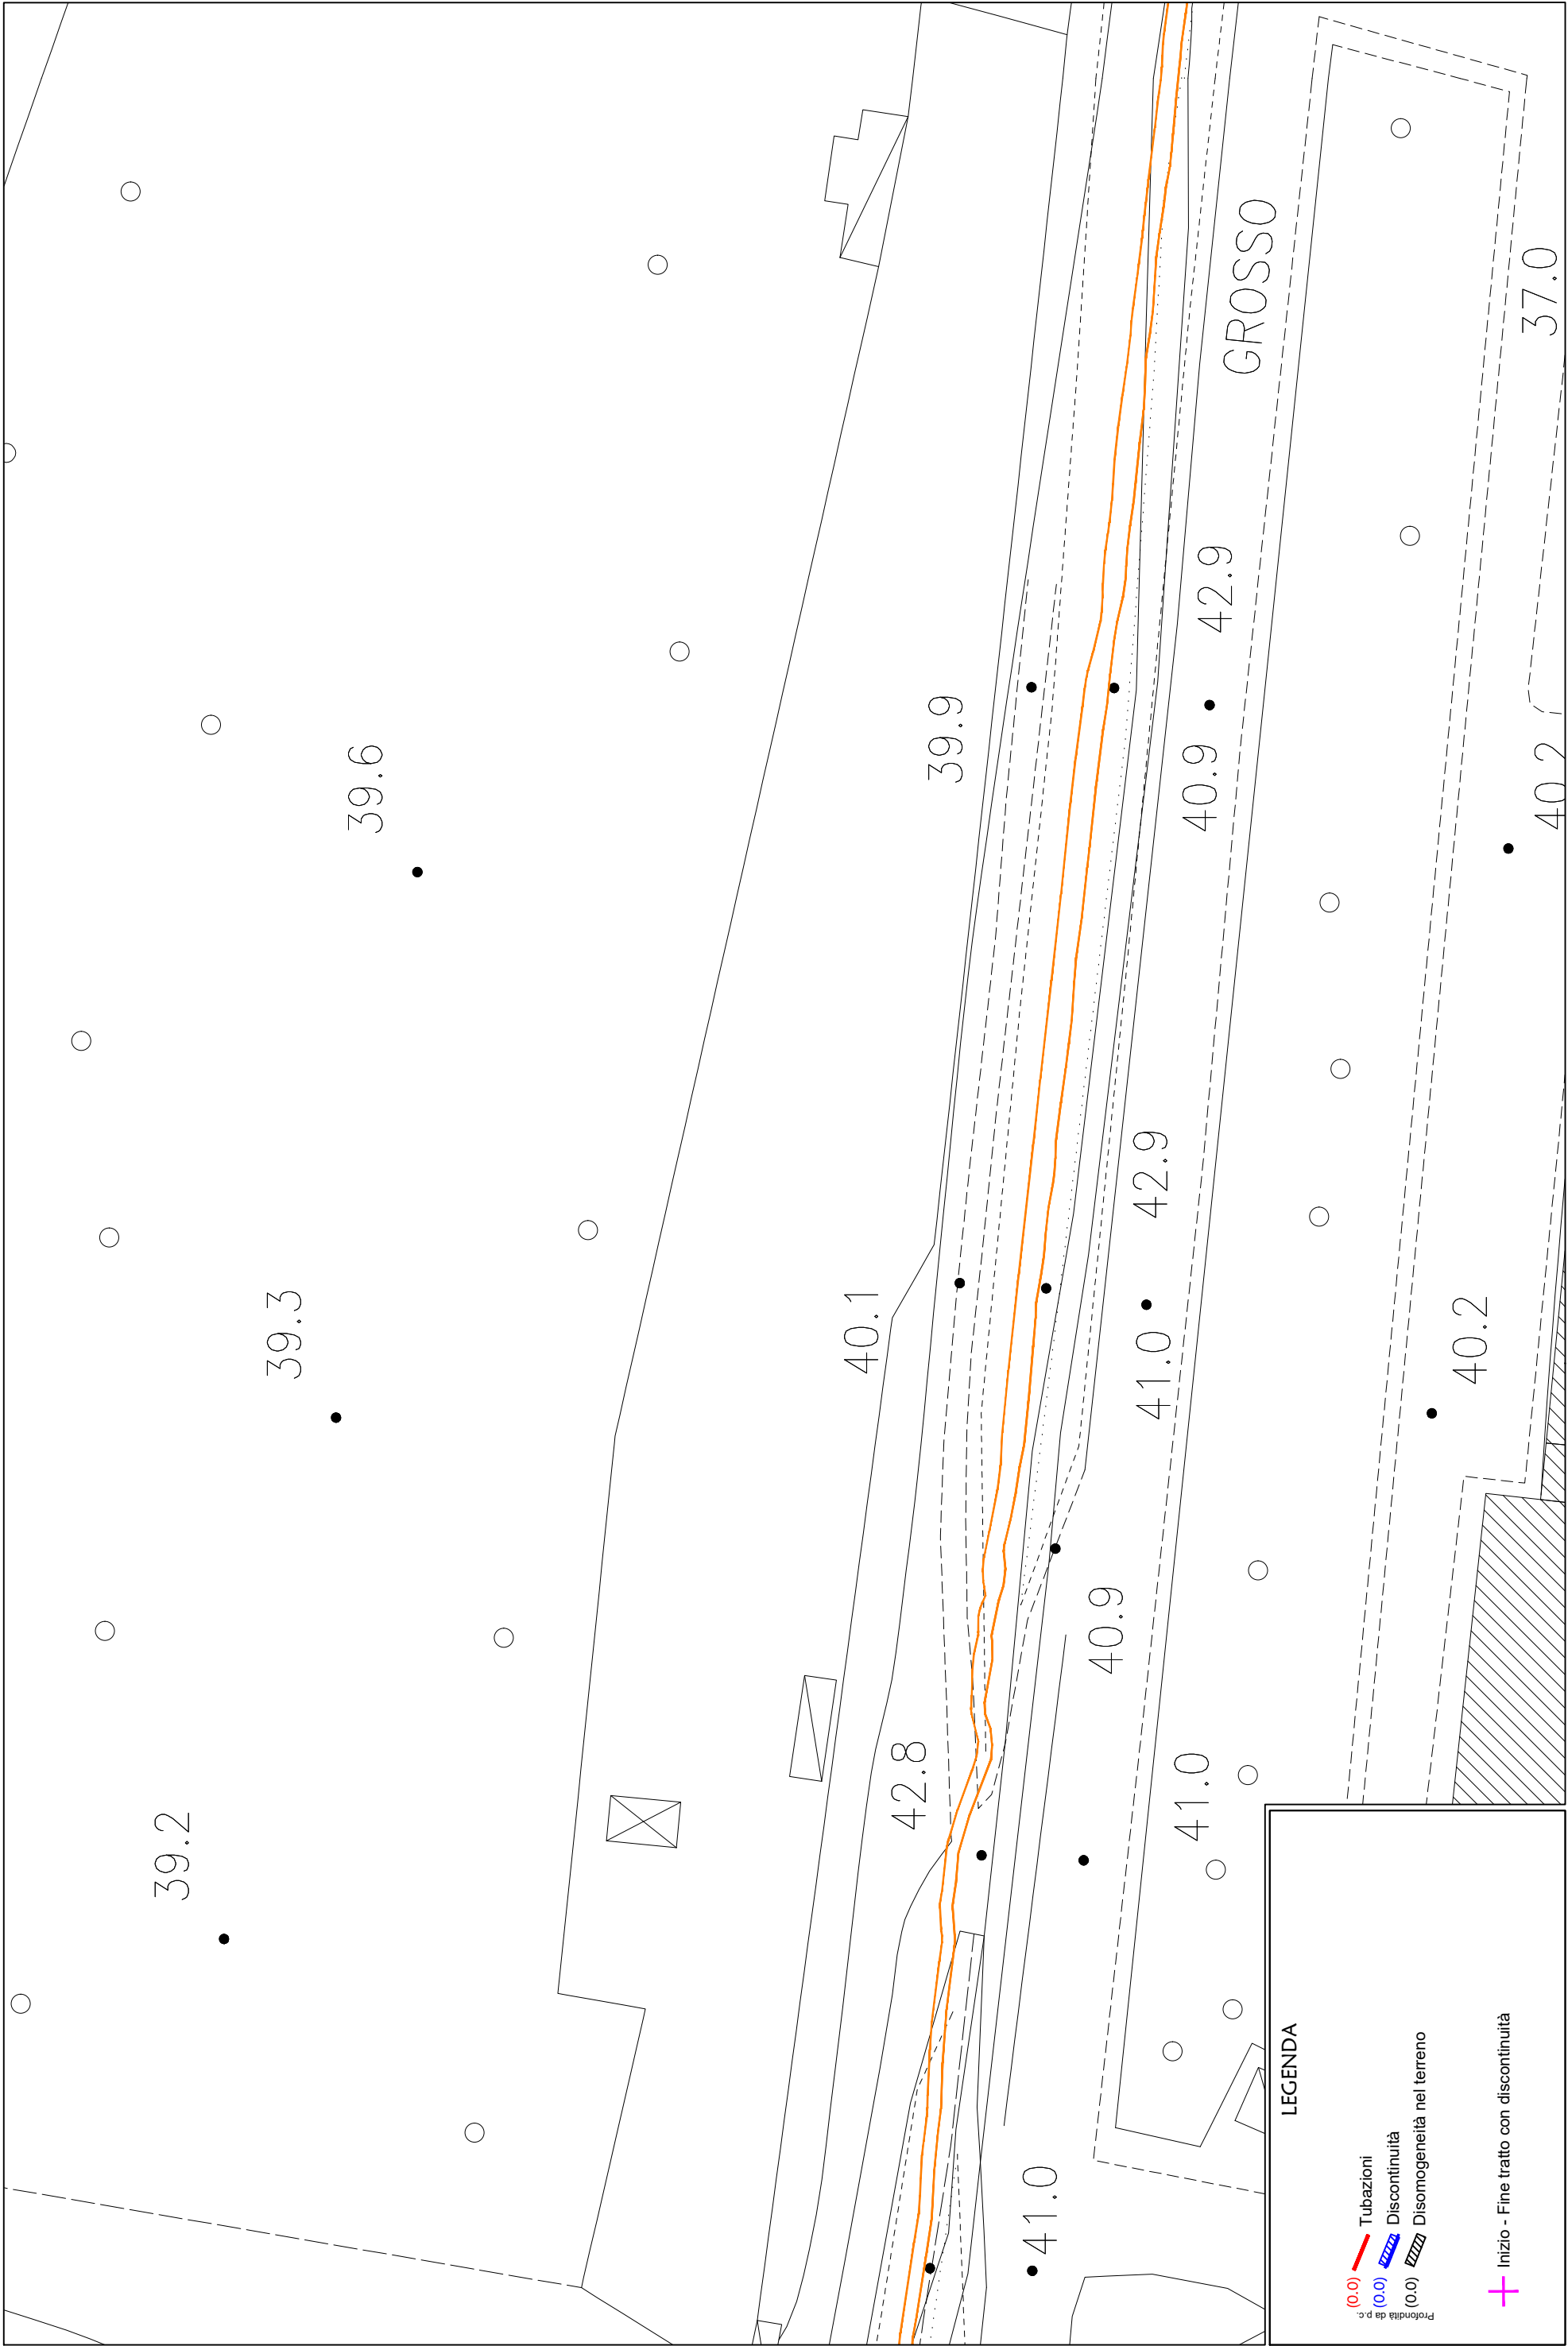 39.6
39.3
39.2
39.9
40.1
42.8
GROSSO
42.9
40.9
42.9
41.0
40.9
41.0
41.0
37.0
40.2
40.2
LEGENDA
(0.0) Tubazioni
(0.0) Discontinuità
(0.0) Disomogeneità nel terreno
Profondità da p.c.
Inizio - Fine tratto con discontinuità